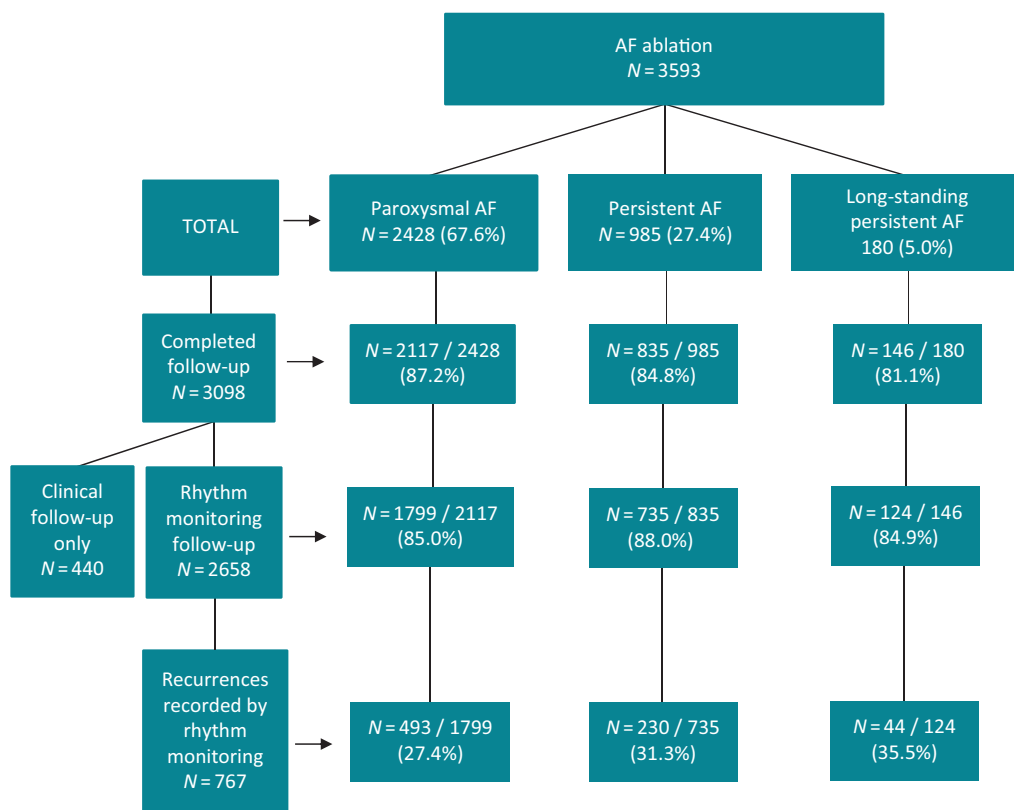 AF ablation
N = 3593
TOTAL
Paroxysmal AF
N = 2428 (67.6%)
Persistent AF
N = 985 (27.4%)
Long-standing
persistent AF
180 (5.0%)
Completed
follow-up
N = 3098
N = 2117 / 2428
(87.2%)
N = 835 / 985
(84.8%)
N = 146 / 180
(81.1%)
Clinical
follow-up
only
N = 440
Rhythm
monitoring
follow-up
N = 2658
N = 1799 / 2117
(85.0%)
N = 735 / 835
(88.0%)
N = 124 / 146
(84.9%)
Recurrences
recorded by
rhythm
monitoring
N = 767
N = 493 / 1799
(27.4%)
N = 230 / 735
(31.3%)
N = 44 / 124
(35.5%)